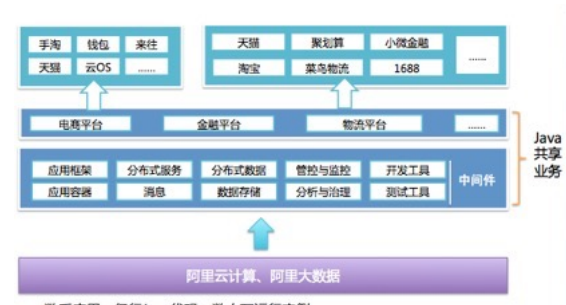 手淘 钱包 来往
天猫 云OS ......
天猫 聚划算 小微金融
淘宝 菜鸟物流 1688
......
电商平台 金融平台 物流平台 ......
应用框架 分布式服务 分布式数据 管控与监控 开发工具
应用容器 消息 数据存储 分析与治理 测试工具
中间件
Java
共享
业务
阿里云计算、阿里大数据